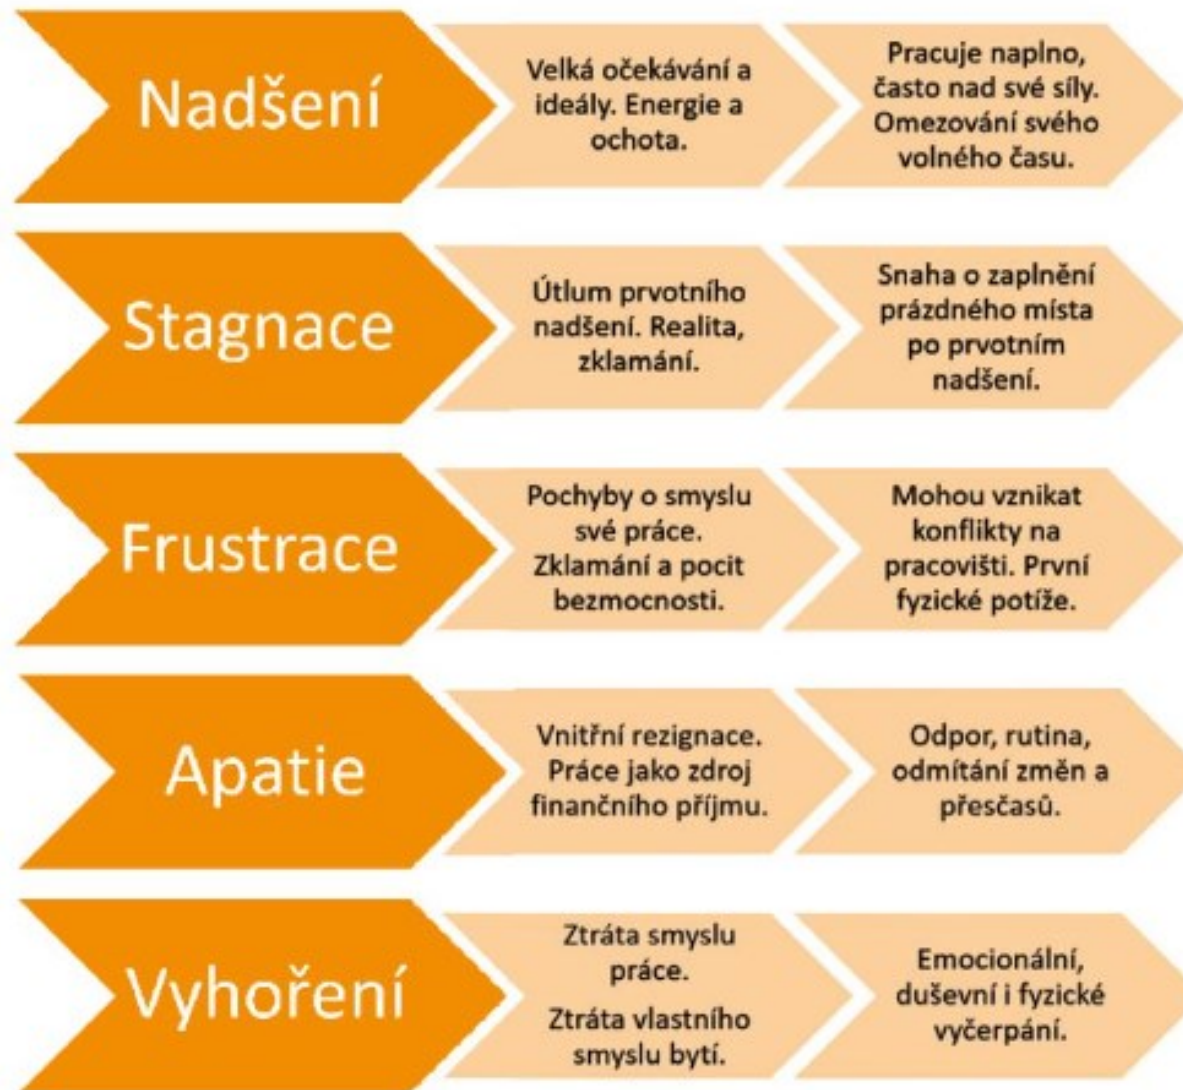 Nadšení
Velká očekávání a
ideály. Energie a
ochota.
Pracuje naplno,
často nad své síly.
Omezování svého
volného času.
Stagnace
Útlum prvotního
nadšení. Realita,
zklamání.
Snaha o zaplnění
prázdného místa
po prvotním
nadšení.
Frustrace
Pochyby o smyslu
své práce.
Zklamání a pocit
bezmocnosti.
Mohou vznikat
konflikty na
pracovišti. První
fyzické potíže.
Apatie
Vnitřní rezignace.
Práce jako zdroj
finančního příjmu.
Odpor, rutina,
odmítání změn a
přesčasů.
Vyhoření
Ztráta smyslu
práce.
Ztráta vlastního
smyslu bytí.
Emocionální,
duševní i fyzické
vyčerpání.